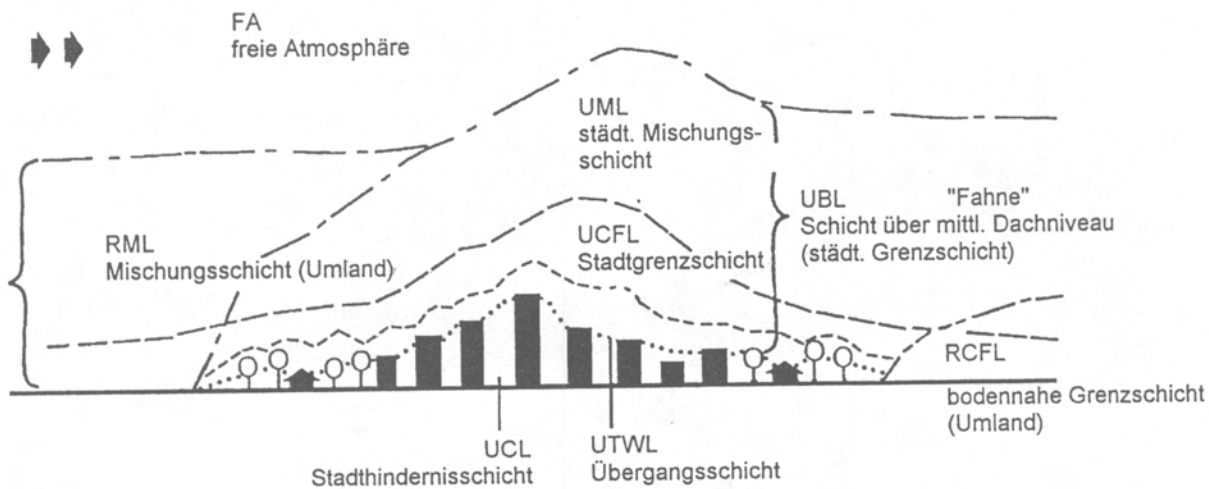 FA
freie Atmosphäre
UML
städt. Mischungs-
schicht
UBL "Fahne"
Schicht über mittl. Dachniveau
(städt. Grenzschicht)
RML
Mischungsschicht (Umland)
UCFL
Stadtgrenzschicht
RCFL
bodennahe Grenzschicht
(Umland)
UCL
Stadthindernisschicht
UTWL
Übergangsschicht